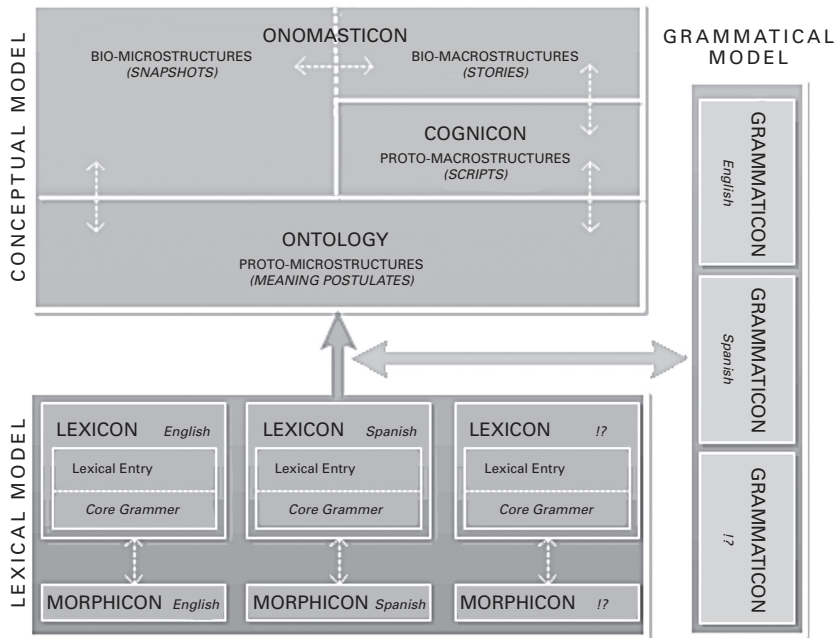 CONCEPTUAL MODEL
ONOMASTICON
BIO-MICROSTRUCTURES
(SNAPSHOTS)
BIO-MACROSTRUCTURES
(STORIES)
COGNICON
PROTO-MACROSTRUCTURES
(SCRIPTS)
ONTOLOGY
PROTO-MICROSTRUCTURES
(MEANING POSTULATES)
GRAMMATICAL
MODEL
GRAMMATICON
English
GRAMMATICON
Spanish
GRAMMATICON
!?
LEXICAL MODEL
LEXICON English
Lexical Entry
Core Grammer
MORPHICON English
LEXICON Spanish
Lexical Entry
Core Grammer
MORPHICON Spanish
LEXICON !?
Lexical Entry
Core Grammer
MORPHICON !?